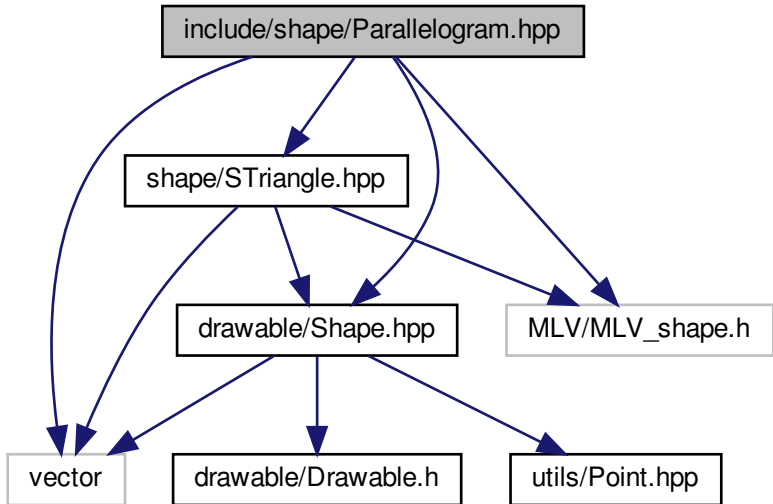 include/shape/Parallelogram.hpp
shape/STriangle.hpp
drawable/Shape.hpp
MLV/MLV_shape.h
vector
drawable/Drawable.h
utils/Point.hpp